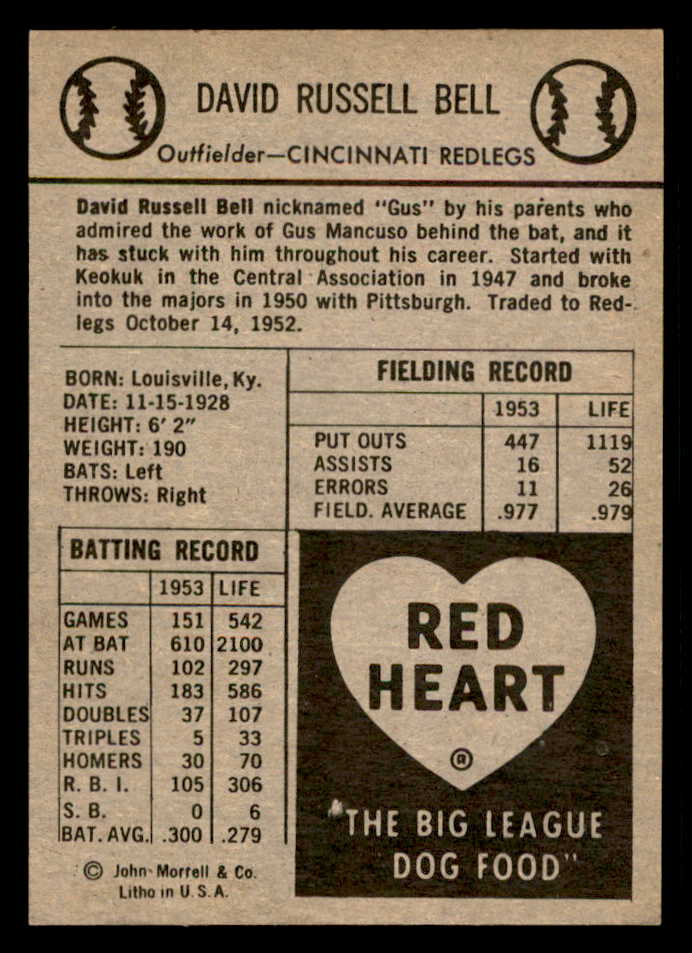 DAVID RUSSELL BELL
Outfielder—CINCINNATI REDLEGS
David Russell Bell nicknamed "Gus" by his parents who
admired the work of Gus Mancuso behind the bat, and it
has stuck with him throughout his career. Started with
Keokuk in the Central Association in 1947 and broke
into the majors in 1950 with Pittsburgh. Traded to Red-
legs October 14, 1952.
BORN: Louisville, Ky.
DATE: 11-15-1928
HEIGHT: 6' 2"
WEIGHT: 190
BATS: Left
THROWS: Right
FIELDING RECORD
1953 LIFE
PUT OUTS 447 1119
ASSISTS 16 52
ERRORS 11 26
FIELD. AVERAGE .977 .979
BATTING RECORD
1953 LIFE
GAMES 151 542
AT BAT 610 2100
RUNS 102 297
HITS 183 586
DOUBLES 37 107
TRIPLES 5 33
HOMERS 30 70
R. B. I. 105 306
S. B. 0 6
BAT. AVG. .300 .279
© John Morrell & Co.
Litho in U.S.A.
RED
HEART
®
"THE BIG LEAGUE
DOG FOOD"